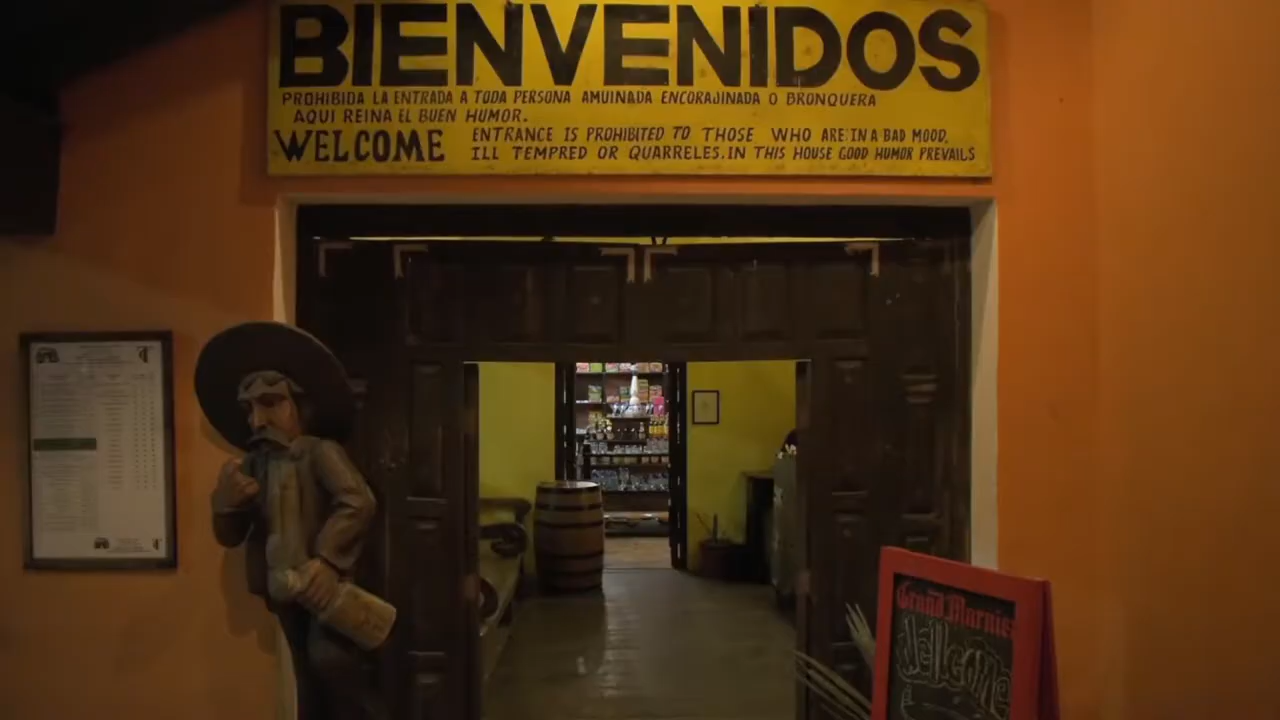 BIENVENIDOS
PROHIBIDA LA ENTRADA A TODA PERSONA AMUINADA ENCORAJINADA O BRONQUERA
AQUI REINA EL BUEN HUMOR.
WELCOME
ENTRANCE IS PROHIBITED TO THOSE WHO ARE IN A BAD MOOD,
ILL TEMPRED OR QUARRELES. IN THIS HOUSE GOOD HUMOR PREVAILS
Grand Marnier
Wellcome